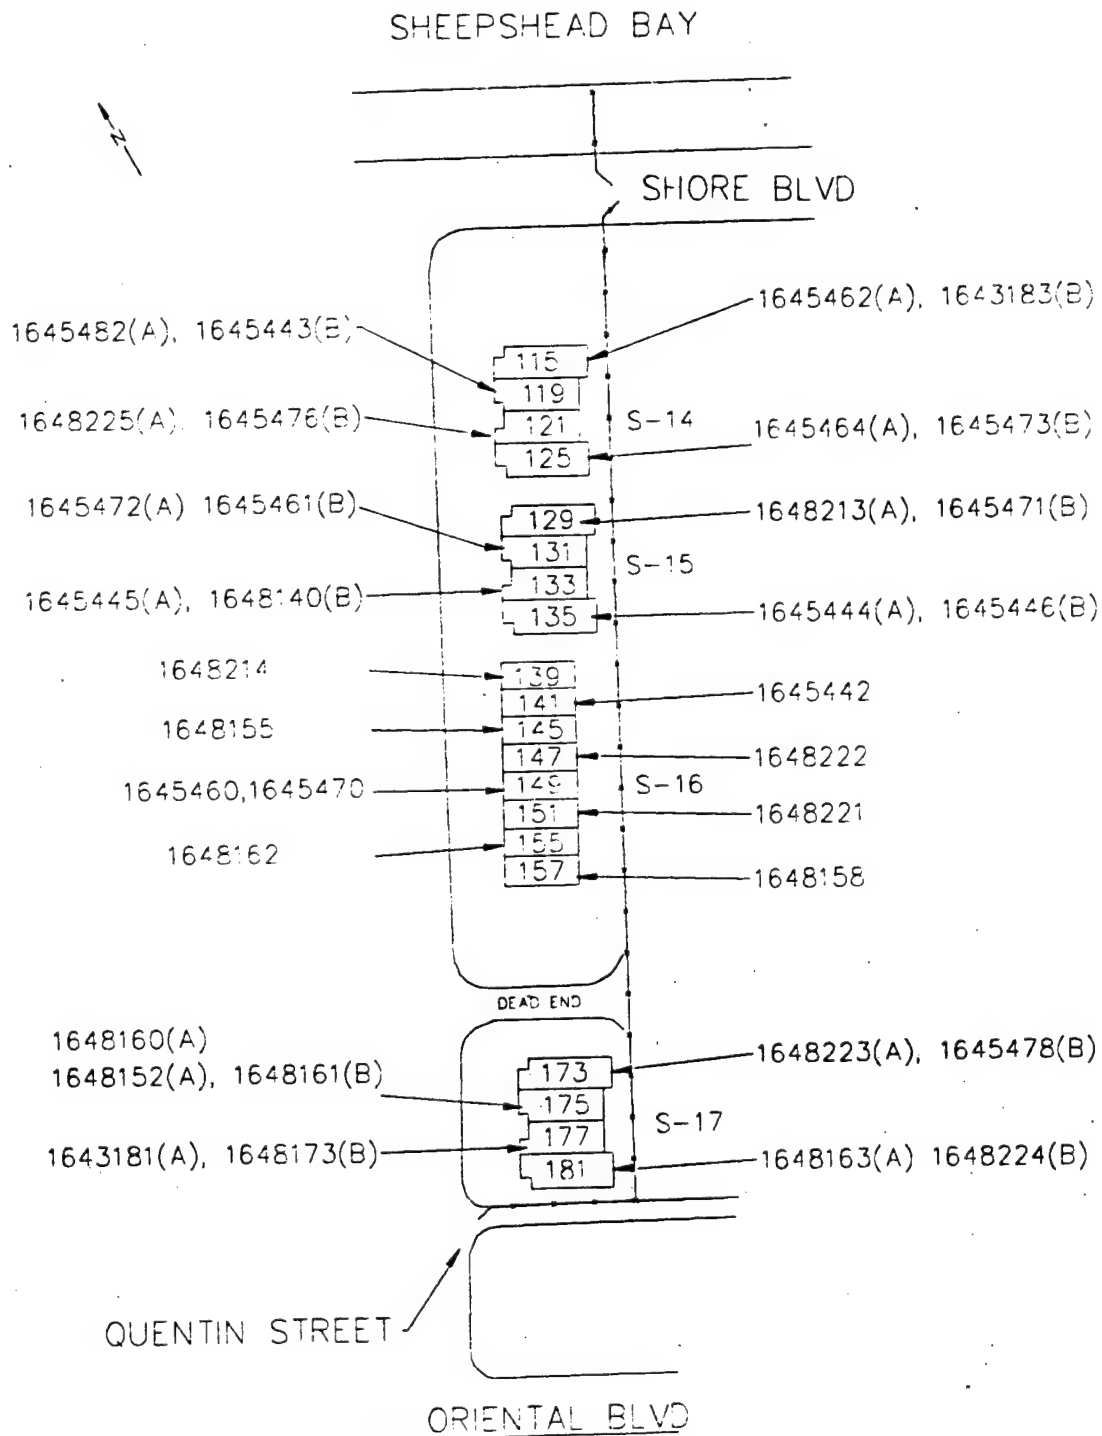 SHEEPSHEAD BAY
N
SHORE BLVD
1645462(A), 1643183(B)
1645482(A), 1645443(B)
115
119
1648225(A), 1645476(B)
121
S-14
1645464(A), 1645473(B)
125
1645472(A) 1645461(B)
129
1648213(A), 1645471(B)
131
S-15
1645445(A), 1648140(B)
133
135
1645444(A), 1645446(B)
1648214
139
141
1645442
1648155
145
147
1648222
1645460,1645470
149
S-16
151
1648221
1648162
155
157
1648158
DEAD END
1648160(A)
1648152(A), 1648161(B)
173
1648223(A), 1645478(B)
175
S-17
1643181(A), 1648173(B)
177
181
1648163(A) 1648224(B)
QUENTIN STREET
ORIENTAL BLVD